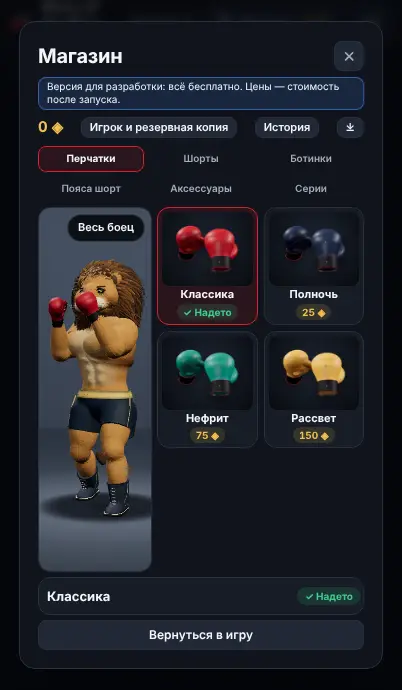 Магазин
Версия для разработки: всё бесплатно. Цены — стоимость
после запуска.
0
Игрок и резервная копия
История
Перчатки
Шорты
Ботинки
Пояса шорт
Аксессуары
Серии
Весь боец
Классика
✓ Надето
Полночь
25
Нефрит
75
Рассвет
150
Классика
✓ Надето
Вернуться в игру